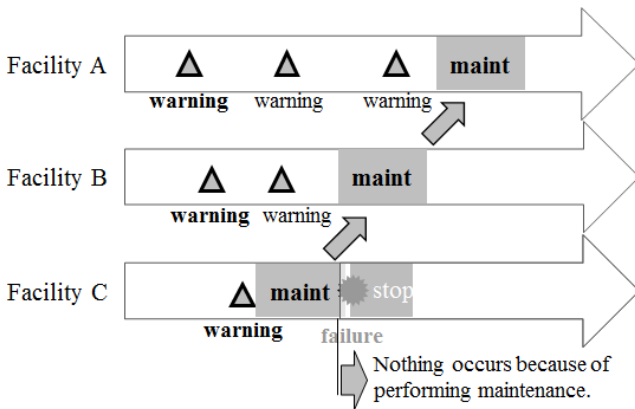 Facility A
maint
warning warning warning
Facility B
maint
warning warning
Facility C
maint stop
warning
failure
Nothing occurs because of
performing maintenance.